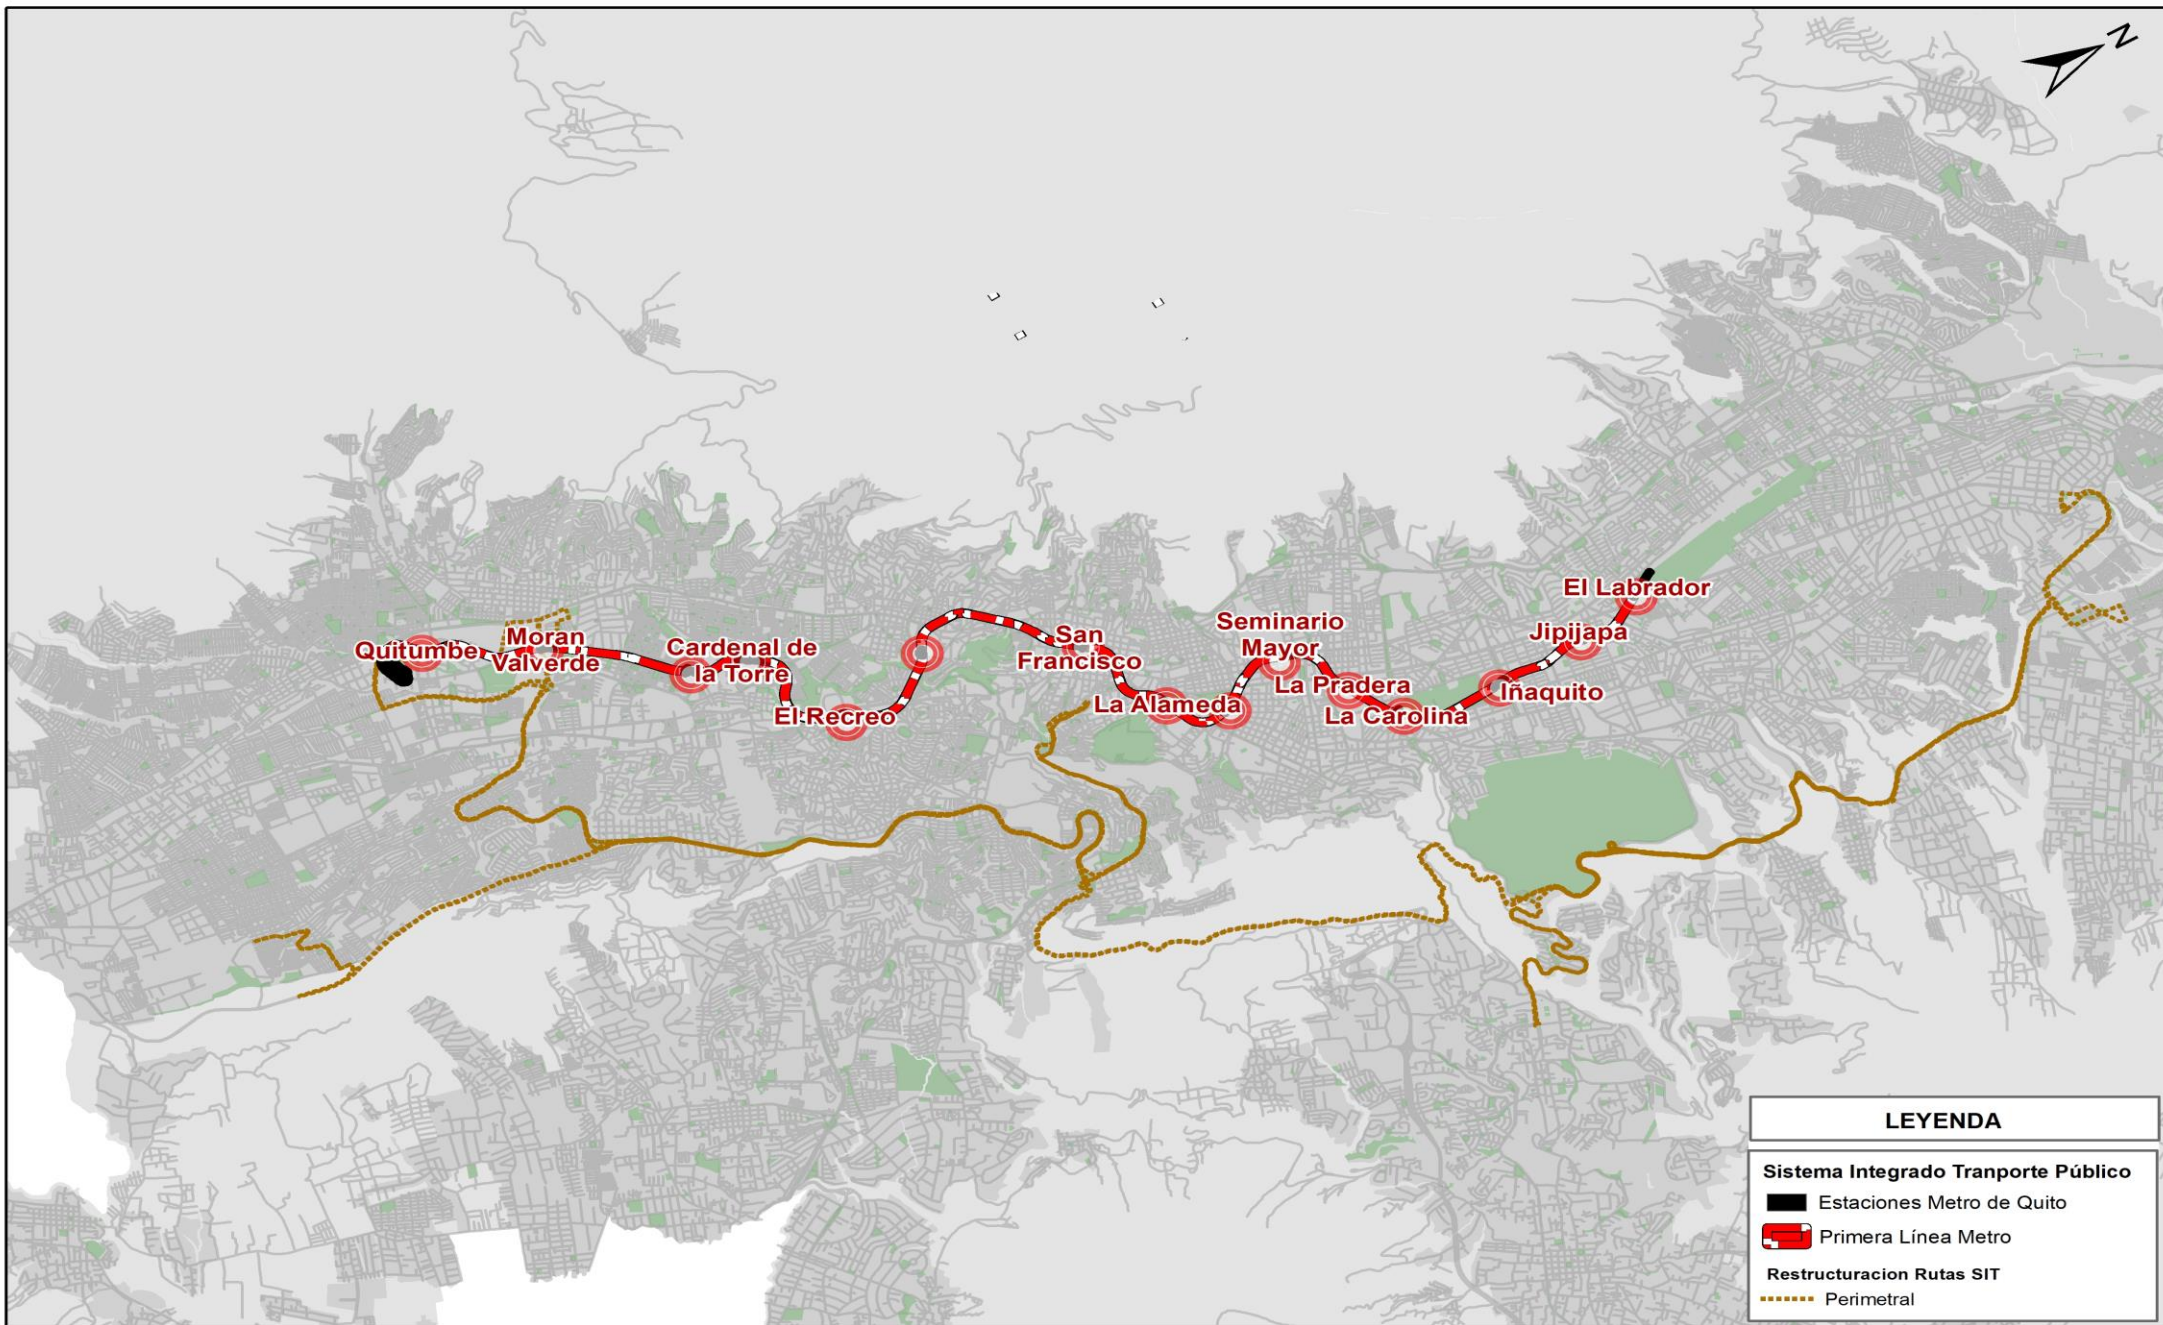 N
El Labrador
Seminario
Mayor
Jipijapa
San
Francisco
Moran
Valverde
Quitumbe
Cardenal de
la Torre
La Pradera
Iñaquito
La Alameda
El Recreo
La Carolina
LEYENDA
Sistema Integrado Tranporte Público
Estaciones Metro de Quito
Primera Línea Metro
Restructuracion Rutas SIT
Perimetral